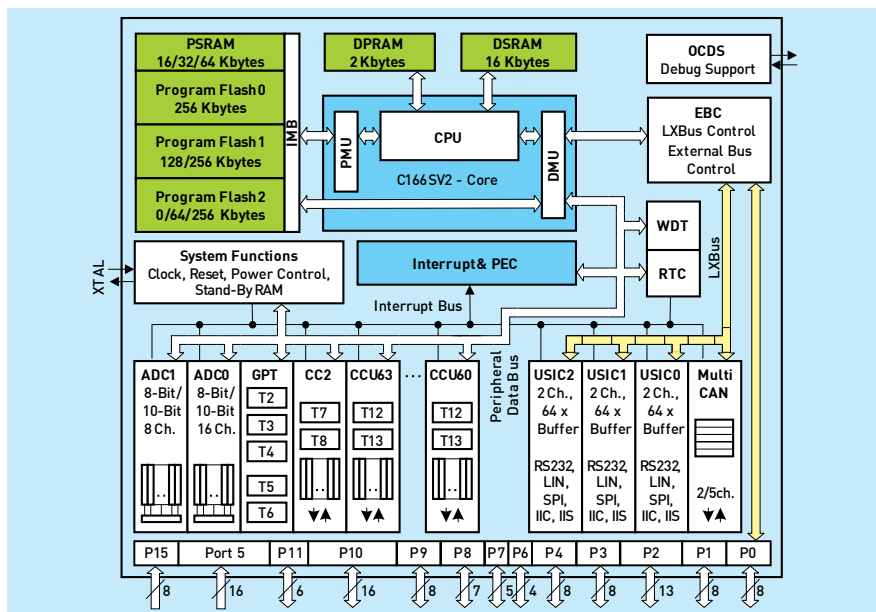 PSRAM
16/32/64 Kbytes
Program Flash0
256 Kbytes
Program Flash1
128/256 Kbytes
Program Flash2
0/64/256 Kbytes
IMB
DPRAM
2 Kbytes
DSRAM
16 Kbytes
PMU
CPU
DMU
C166SV2 - Core
OCDS
Debug Support
EBC
LXBus Control
External Bus
Control
WDT
RTC
LXBus
XTAL
System Functions
Clock, Reset, Power Control,
Stand-By RAM
Interrupt& PEC
Interrupt Bus
Peripheral
Data Bus
ADC1
8-Bit/
10-Bit
8 Ch.
ADC0
8-Bit/
10-Bit
16 Ch.
GPT
T2
T3
T4
T5
T6
CC2
T7
T8
..
CCU63
T12
T13
..
...
CCU60
T12
T13
..
USIC2
2 Ch.,
64 x
Buffer
RS232,
LIN,
SPI,
IIC, IIS
USIC1
2 Ch.,
64 x
Buffer
RS232,
LIN,
SPI,
IIC, IIS
USIC0
2 Ch.,
64 x
Buffer
RS232,
LIN,
SPI,
IIC, IIS
Multi
CAN
2/5ch.
P15 Port 5 P11 P10 P9 P8 P7 P6 P4 P3 P2 P1 P0
8 16 6 16 8 7 5 4 8 8 13 8 8